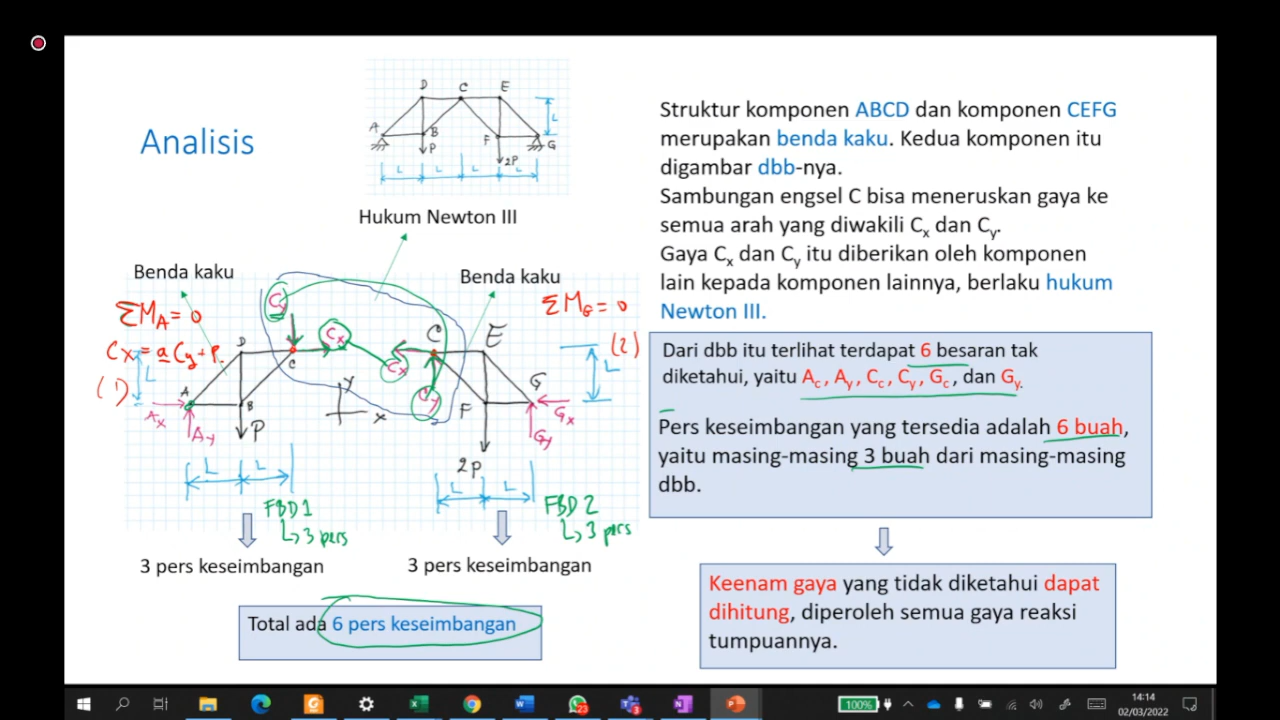 Analisis
D C E
A B F G
P 2P
L L L L
L
Hukum Newton III
Benda kaku
Benda kaku
ΣM_A = 0
ΣM_G = 0
Cx = a Cy + P.
(1)
(2)
Cy
Cx
Cx
Cy
D C
C E
A B
F G
L
L
y
x
Ax
Ay
P
2P
Gx
Gy
L L
L L
FBD 1
↳ 3 pers
FBD 2
↳ 3 pers
3 pers keseimbangan
3 pers keseimbangan
Total ada 6 pers keseimbangan
Struktur komponen ABCD dan komponen CEFG
merupakan benda kaku. Kedua komponen itu
digambar dbb-nya.
Sambungan engsel C bisa meneruskan gaya ke
semua arah yang diwakili Cx dan Cy.
Gaya Cx dan Cy itu diberikan oleh komponen
lain kepada komponen lainnya, berlaku hukum
Newton III.
Dari dbb itu terlihat terdapat 6 besaran tak
diketahui, yaitu Ac, Ay, Cc, Cy, Gc, dan Gy.
Pers keseimbangan yang tersedia adalah 6 buah,
yaitu masing-masing 3 buah dari masing-masing
dbb.
Keenam gaya yang tidak diketahui dapat
dihitung, diperoleh semua gaya reaksi
tumpuannya.
23
100%
14:14
02/03/2022